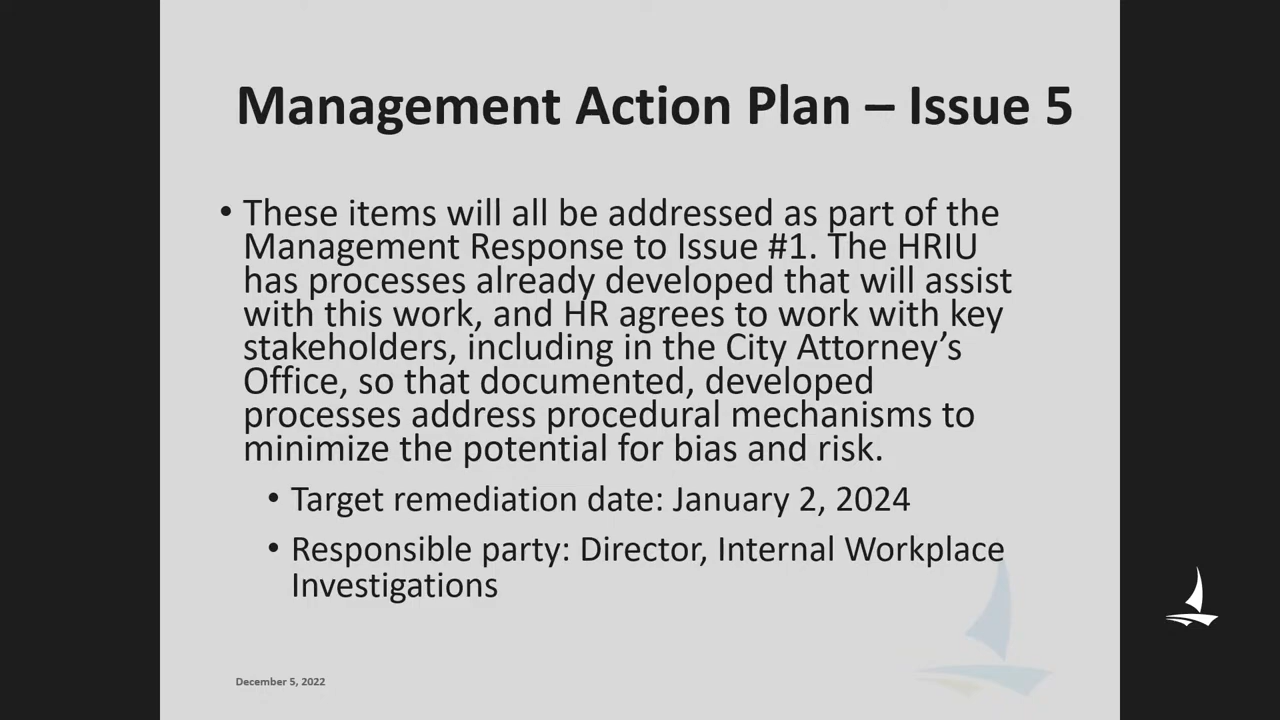 Management Action Plan – Issue 5
• These items will all be addressed as part of the
Management Response to Issue #1. The HRIU
has processes already developed that will assist
with this work, and HR agrees to work with key
stakeholders, including in the City Attorney’s
Office, so that documented, developed
processes address procedural mechanisms to
minimize the potential for bias and risk.
• Target remediation date: January 2, 2024
• Responsible party: Director, Internal Workplace
Investigations
December 5, 2022